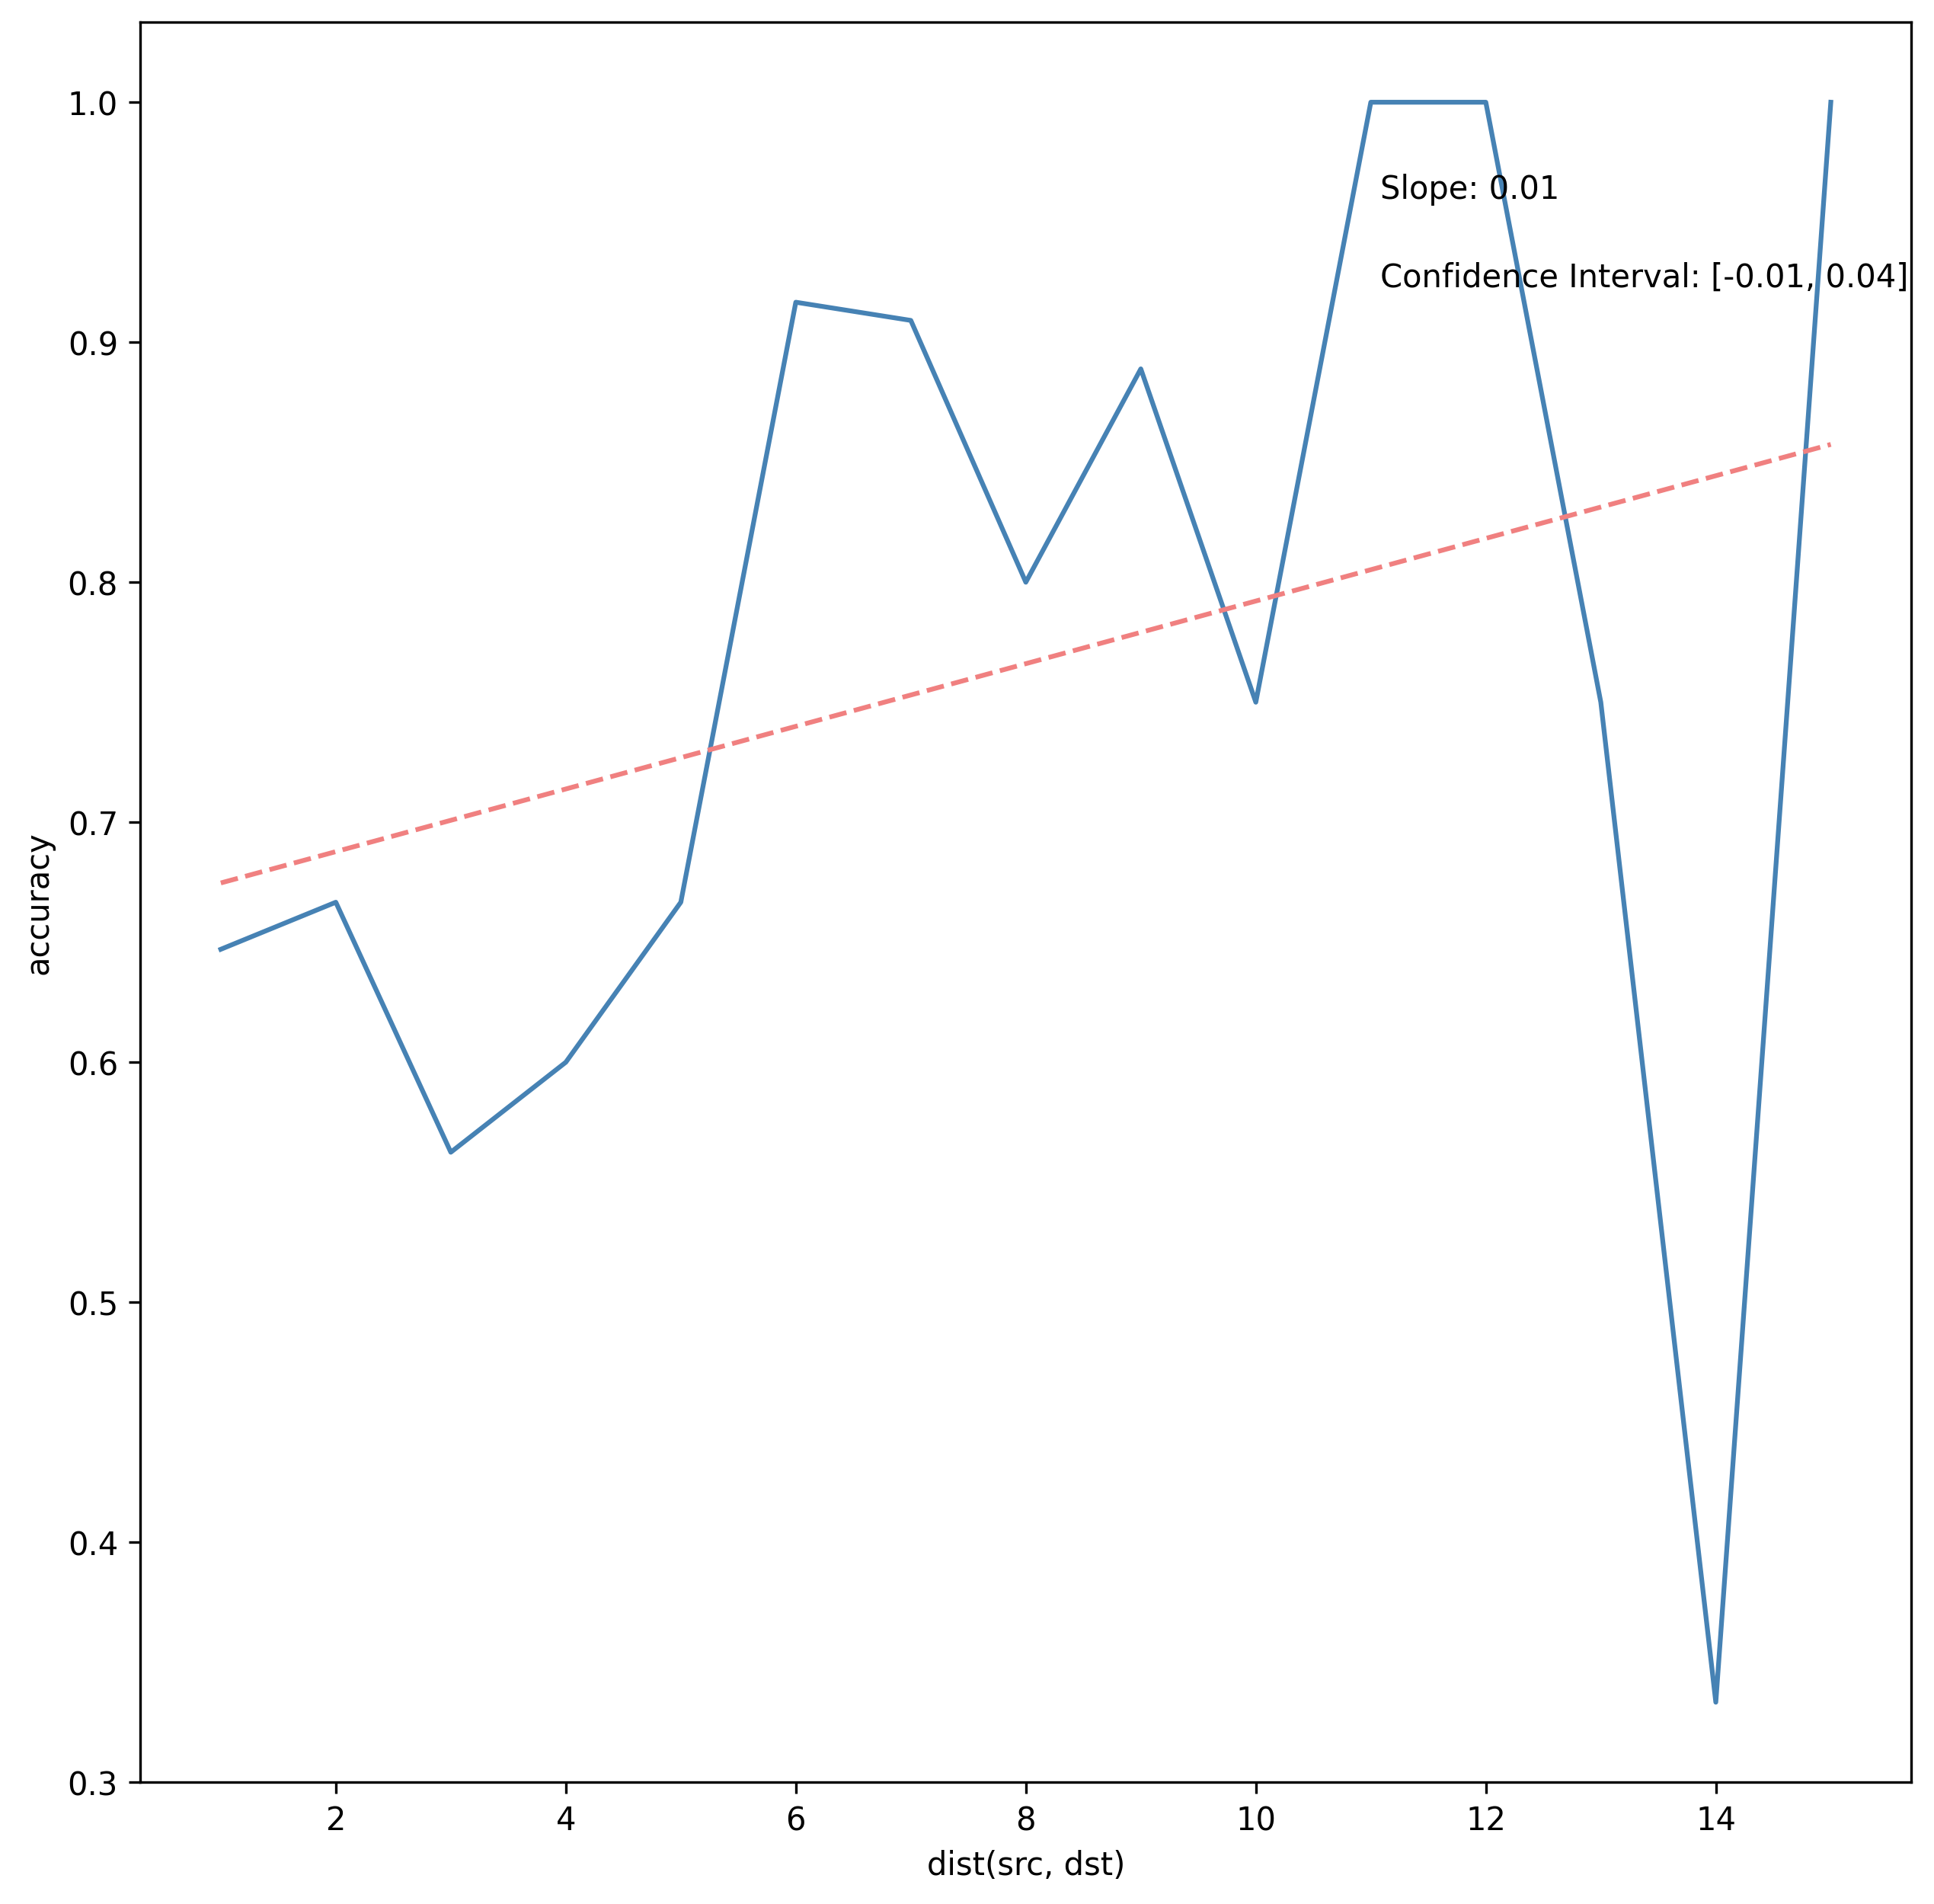 1.0
0.9
0.8
0.7
0.6
0.5
0.4
0.3
accuracy
Slope: 0.01
Confidence Interval: [-0.01, 0.04]
2 4 6 8 10 12 14
dist(src, dst)